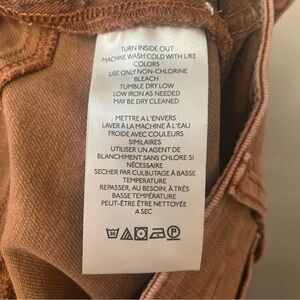 TURN INSIDE OUT
MACHINE WASH COLD WITH LIKE
COLORS
USE ONLY NON-CHLORINE
BLEACH
TUMBLE DRY LOW
LOW IRON AS NEEDED
MAY BE DRY CLEANED
METTRE A L'ENVERS
LAVER À LA MACHINE À L'EAU
FROIDE AVEC COULEURS
SIMILAIRES
UTILISER UN AGENT DE
BLANCHIMENT SANS CHLORE SI
NÉCESSAIRE
SECHER PAR CULBUTAGE À BASSE
TEMPERATURE
REPASSER, AU BESOIN, À TRÈS
BASSE TEMPÉRATURE
PEUT-ÊTRE ÊTRE NETTOYÉE
A SEC